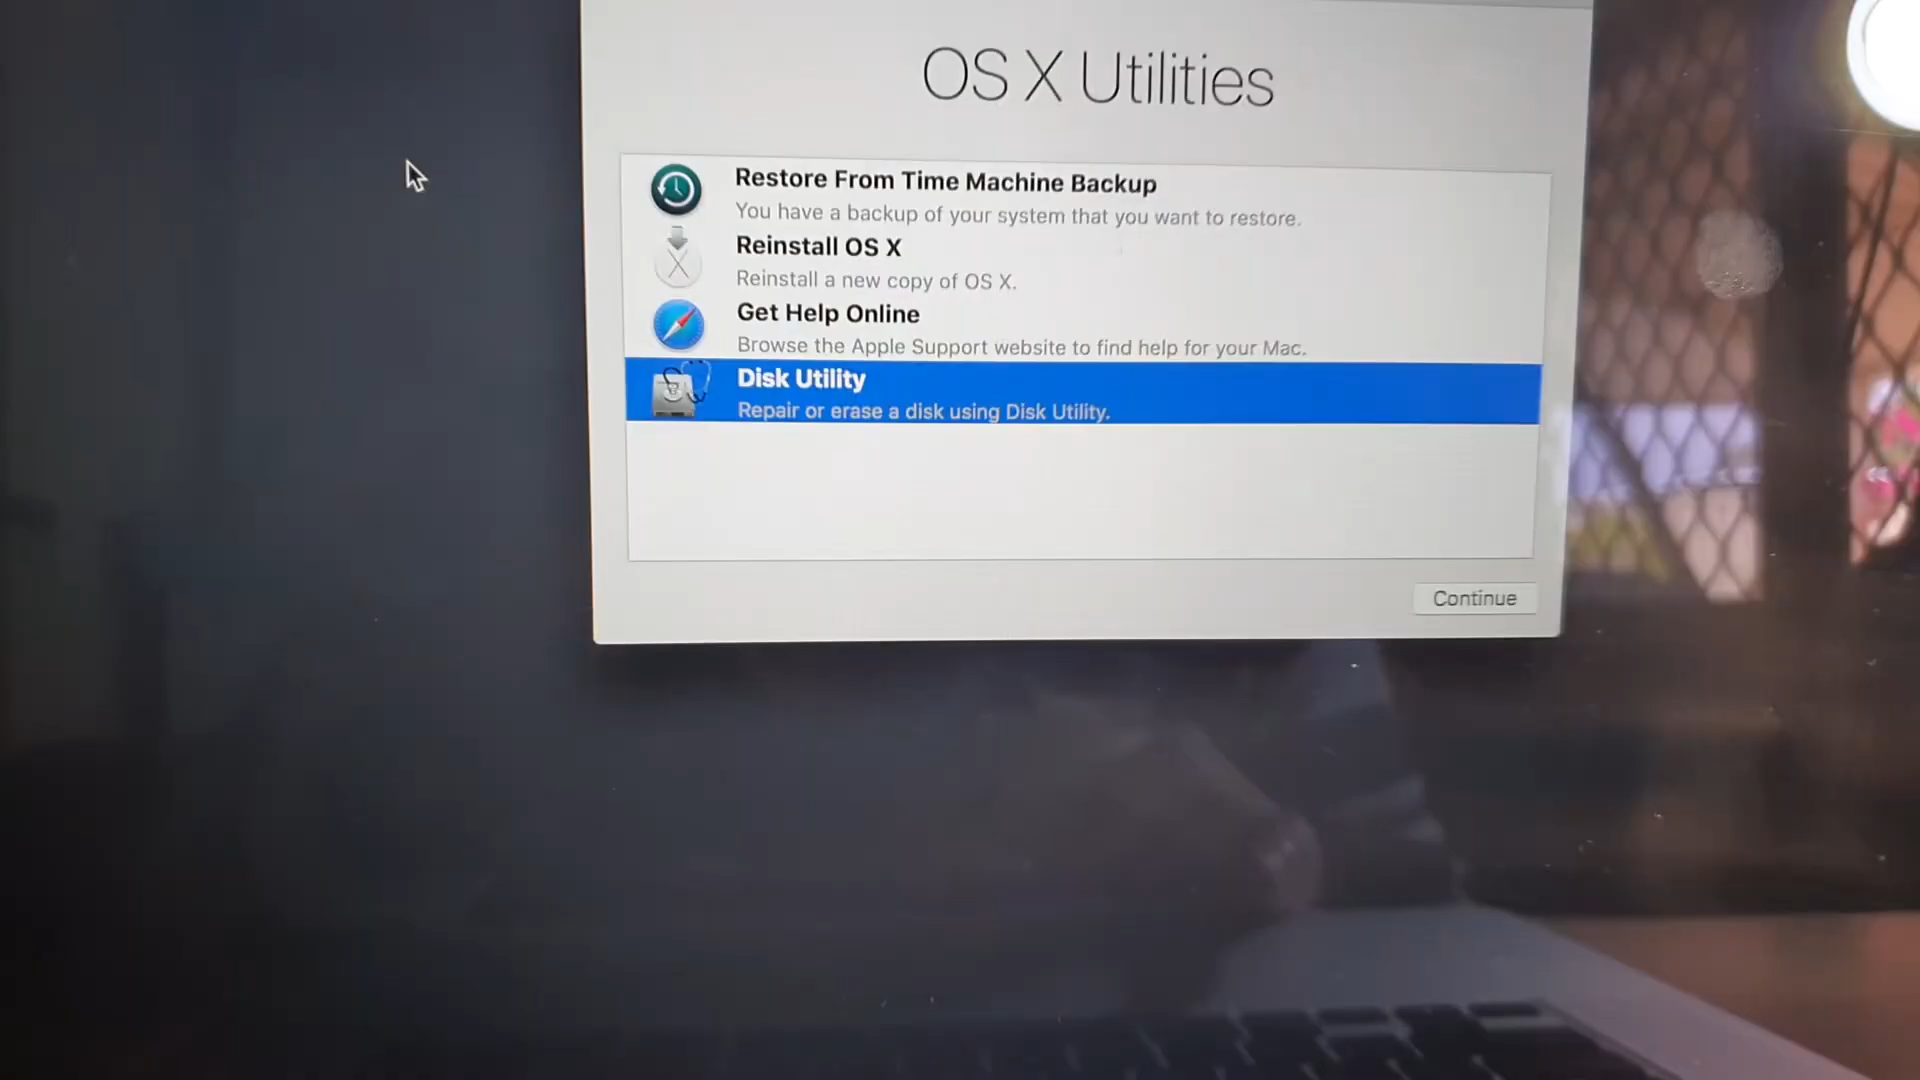 OS X Utilities
Restore From Time Machine Backup
You have a backup of your system that you want to restore.
Reinstall OS X
Reinstall a new copy of OS X.
Get Help Online
Browse the Apple Support website to find help for your Mac.
Disk Utility
Repair or erase a disk using Disk Utility.
Continue